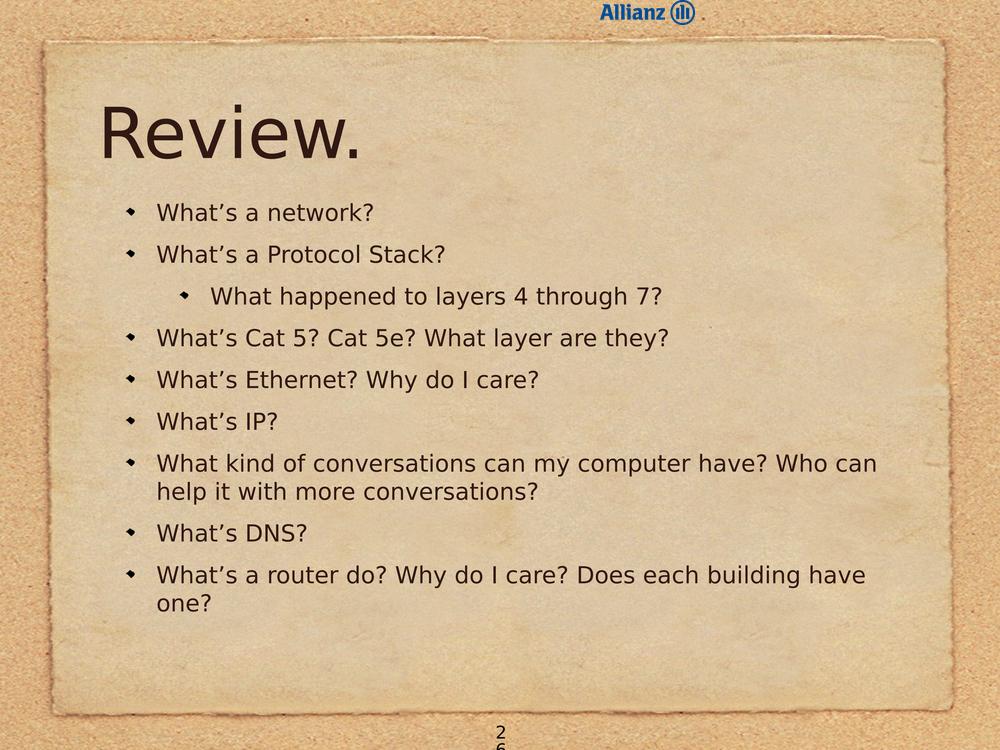 Allianz
Review.
What’s a network?
What’s a Protocol Stack?
What happened to layers 4 through 7?
What’s Cat 5? Cat 5e? What layer are they?
What’s Ethernet? Why do I care?
What’s IP?
What kind of conversations can my computer have? Who can
help it with more conversations?
What’s DNS?
What’s a router do? Why do I care? Does each building have
one?
2
6